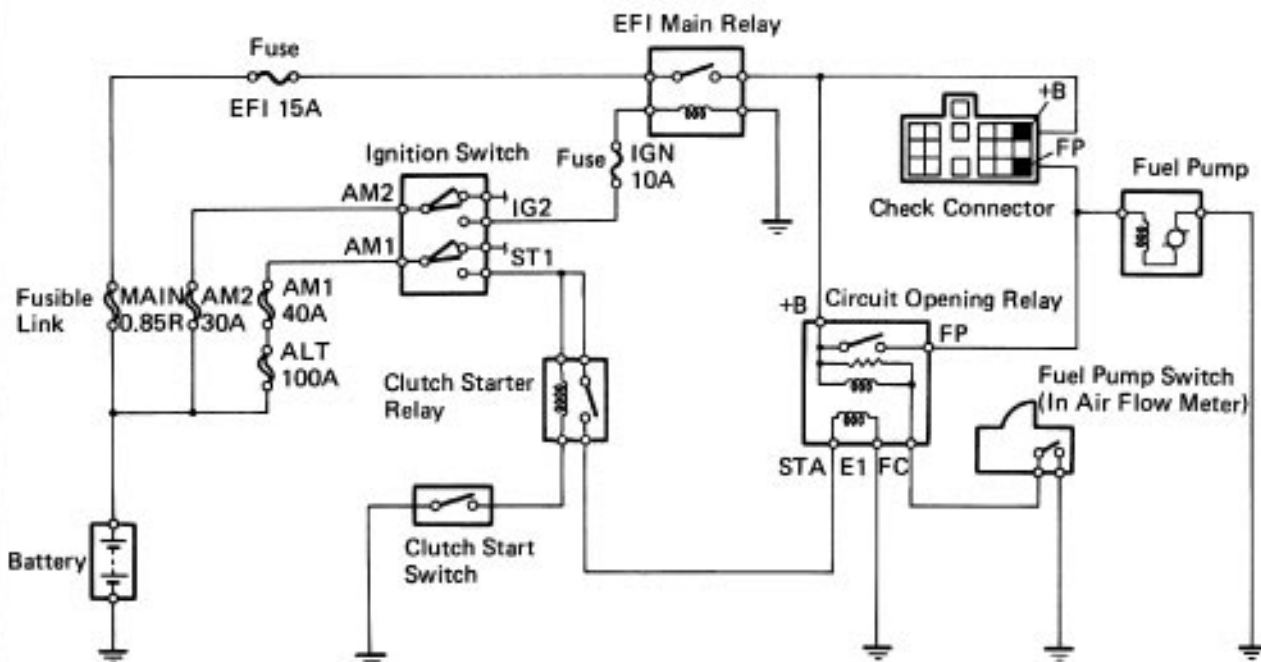 EFI Main Relay
Fuse
EFI 15A
+B
FP
Ignition Switch
Fuse
IGN
10A
Fuel Pump
AM2
IG2
Check Connector
AM1
ST1
Fusible
Link
MAIN
0.85R
AM2
30A
AM1
40A
ALT
100A
+B
Circuit Opening Relay
FP
Clutch Starter
Relay
Fuel Pump Switch
(In Air Flow Meter)
STA
E1
FC
Battery
Clutch Start
Switch